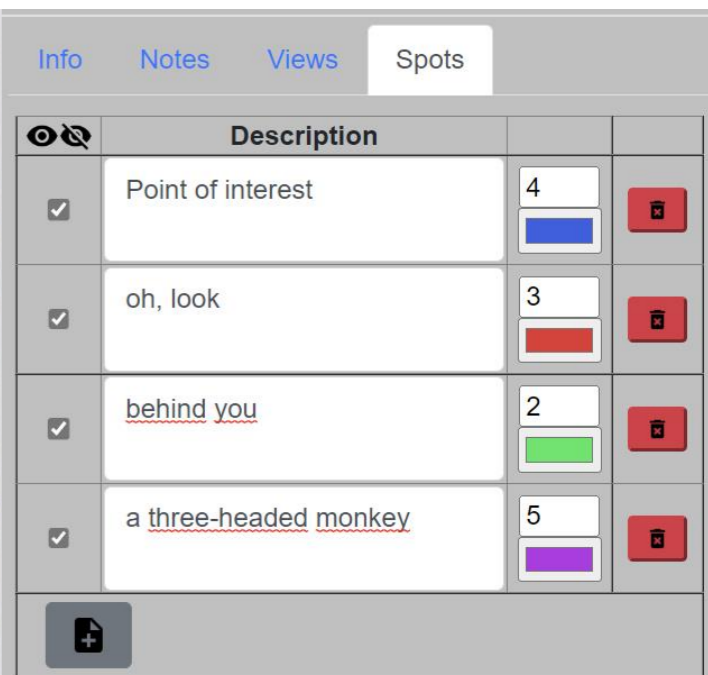 Info Notes Views Spots
Description
Point of interest 4
oh, look 3
behind you 2
a three-headed monkey 5